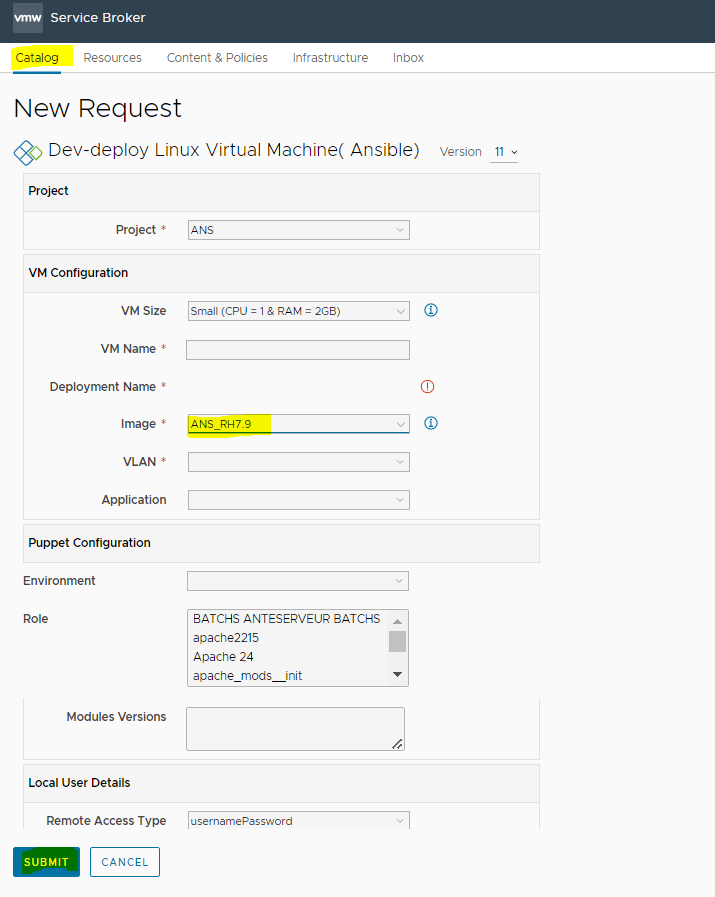 vmw Service Broker
Catalog Resources Content & Policies Infrastructure Inbox
New Request
Dev-deploy Linux Virtual Machine( Ansible) Version 11
Project
Project * ANS
VM Configuration
VM Size Small (CPU = 1 & RAM = 2GB)
VM Name *
Deployment Name *
Image * ANS_RH7.9
VLAN *
Application
Puppet Configuration
Environment
Role BATCHS ANTESERVEUR BATCHS
apache2215
Apache 24
apache_mods__init
Modules Versions
Local User Details
Remote Access Type usernamePassword
SUBMIT CANCEL